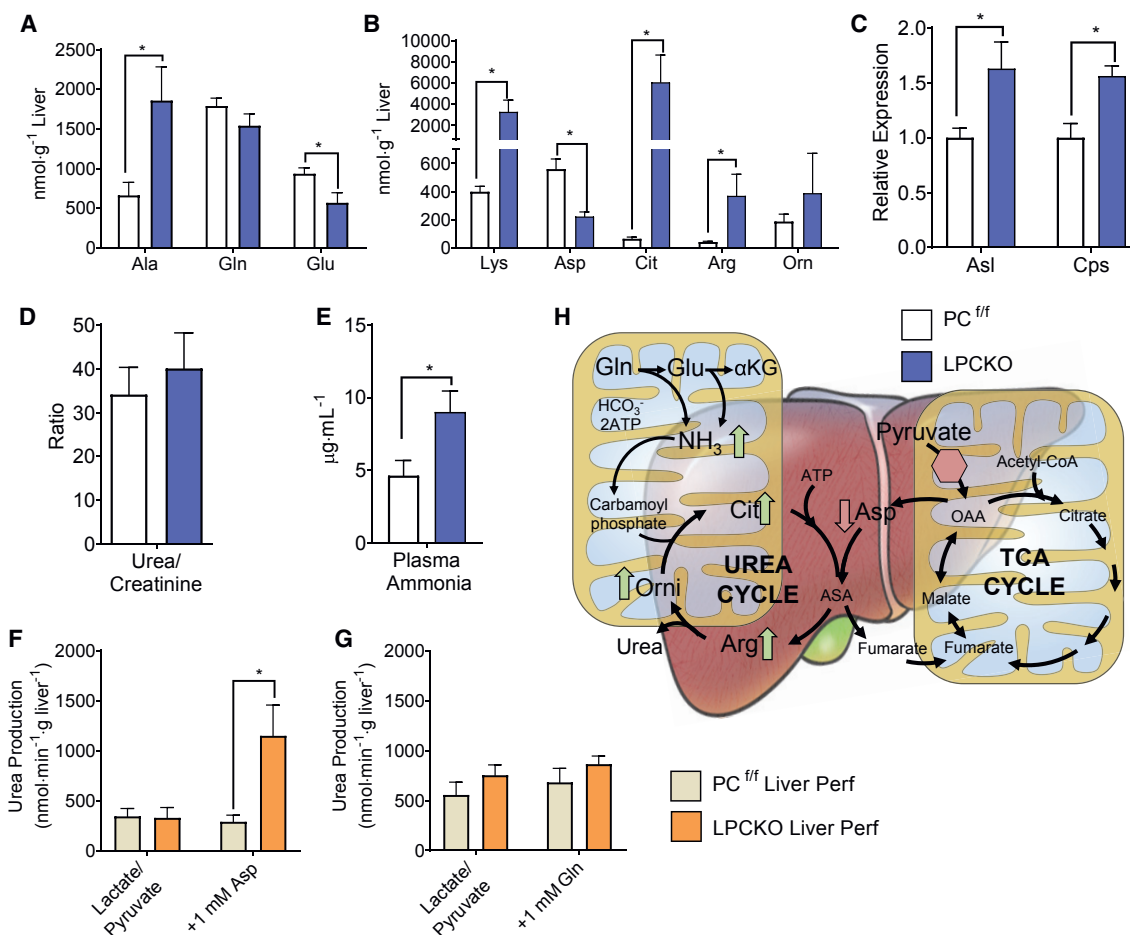 A
nmol·g⁻¹ Liver
2500
2000
1500
1000
500
0
*
*
Ala
Gln
Glu
B
nmol·g⁻¹ Liver
10000
8000
6000
4000
2000
600
400
200
0
*
*
*
*
Lys
Asp
Cit
Arg
Orn
C
Relative Expression
2.0
1.5
1.0
0.5
0.0
*
*
Asl
Cps
D
Ratio
50
40
30
20
10
0
Urea/
Creatinine
E
µg·mL⁻¹
15
10
5
0
*
Plasma
Ammonia
H
PC f/f
LPCKO
Gln
Glu
αKG
HCO₃⁻
2ATP
NH₃
Carbamoyl
phosphate
Cit
ATP
Asp
UREA
CYCLE
Orni
ASA
Urea
Arg
Fumarate
Pyruvate
Acetyl-CoA
OAA
Citrate
TCA
CYCLE
Malate
Fumarate
F
Urea Production
(nmol·min⁻¹·g liver⁻¹)
2000
1500
1000
500
0
*
Lactate/
Pyruvate
+1 mM Asp
G
Urea Production
(nmol·min⁻¹·g liver⁻¹)
2000
1500
1000
500
0
Lactate/
Pyruvate
+1 mM Gln
PC f/f Liver Perf
LPCKO Liver Perf